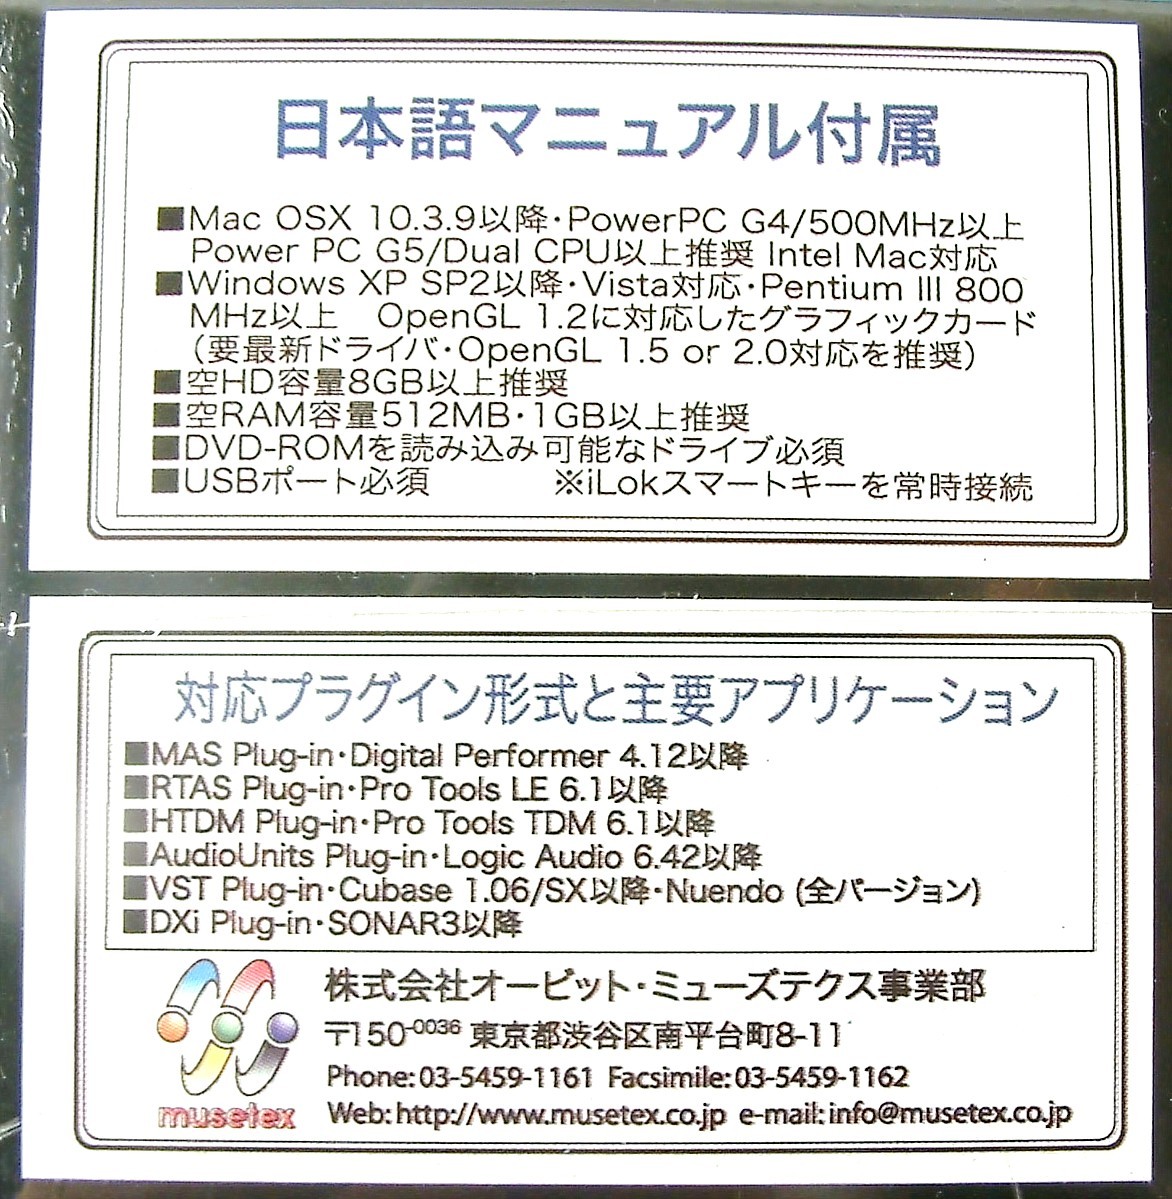 日本語マニュアル付属
■Mac OSX 10.3.9以降・PowerPC G4/500MHz以上
Power PC G5/Dual CPU以上推奨 Intel Mac対応
■Windows XP SP2以降・Vista対応・Pentium III 800
MHz以上　OpenGL 1.2に対応したグラフィックカード
（要最新ドライバ・OpenGL 1.5 or 2.0対応を推奨）
■空HD容量8GB以上推奨
■空RAM容量512MB・1GB以上推奨
■DVD-ROMを読み込み可能なドライブ必須
■USBポート必須　※iLokスマートキーを常時接続
対応プラグイン形式と主要アプリケーション
■MAS Plug-in・Digital Performer 4.12以降
■RTAS Plug-in・Pro Tools LE 6.1以降
■HTDM Plug-in・Pro Tools TDM 6.1以降
■AudioUnits Plug-in・Logic Audio 6.42以降
■VST Plug-in・Cubase 1.06/SX以降・Nuendo (全バージョン)
■DXi Plug-in・SONAR3以降
株式会社オービット・ミューズテクス事業部
〒150-0036 東京都渋谷区南平台町8-11
Phone:03-5459-1161 Facsimile:03-5459-1162
musetex
Web:http://www.musetex.co.jp e-mail:info@musetex.co.jp